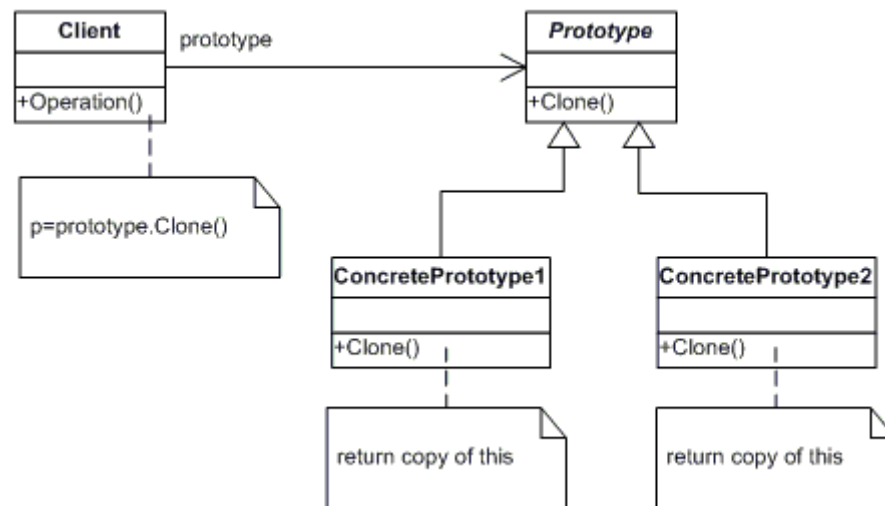 Client
prototype
Prototype
+Operation()
+Clone()
p=prototype.Clone()
ConcretePrototype1
ConcretePrototype2
+Clone()
+Clone()
return copy of this
return copy of this